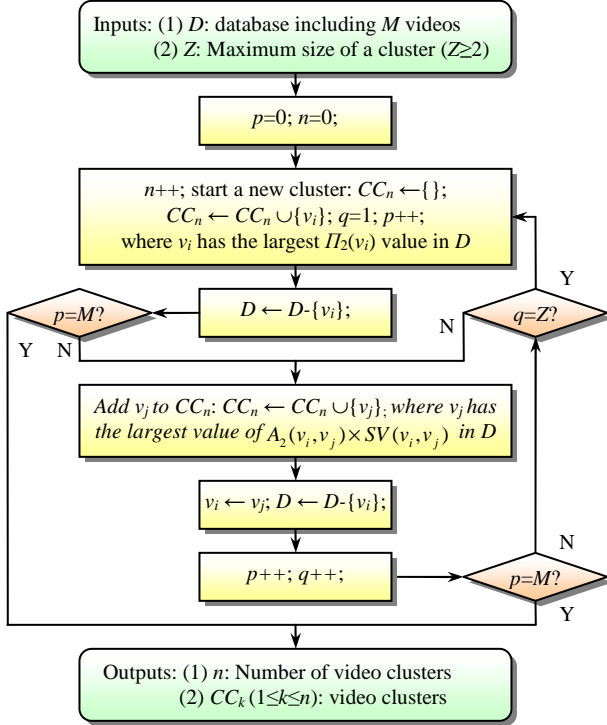 Inputs: (1) D: database including M videos
(2) Z: Maximum size of a cluster (Z≥2)
p=0; n=0;
n++; start a new cluster: CCn ←{};
CCn ← CCn ∪{vi}; q=1; p++;
where vi has the largest Π2(vi) value in D
Y
p=M?
D ← D-{vi};
q=Z?
N
Y
N
Add vj to CCn: CCn ← CCn ∪{vj}; where vj has
the largest value of A2(vi,vj)×SV(vi,vj) in D
vi ← vj; D ← D-{vi};
N
p++; q++;
p=M?
Y
Outputs: (1) n: Number of video clusters
(2) CCk (1≤k≤n): video clusters